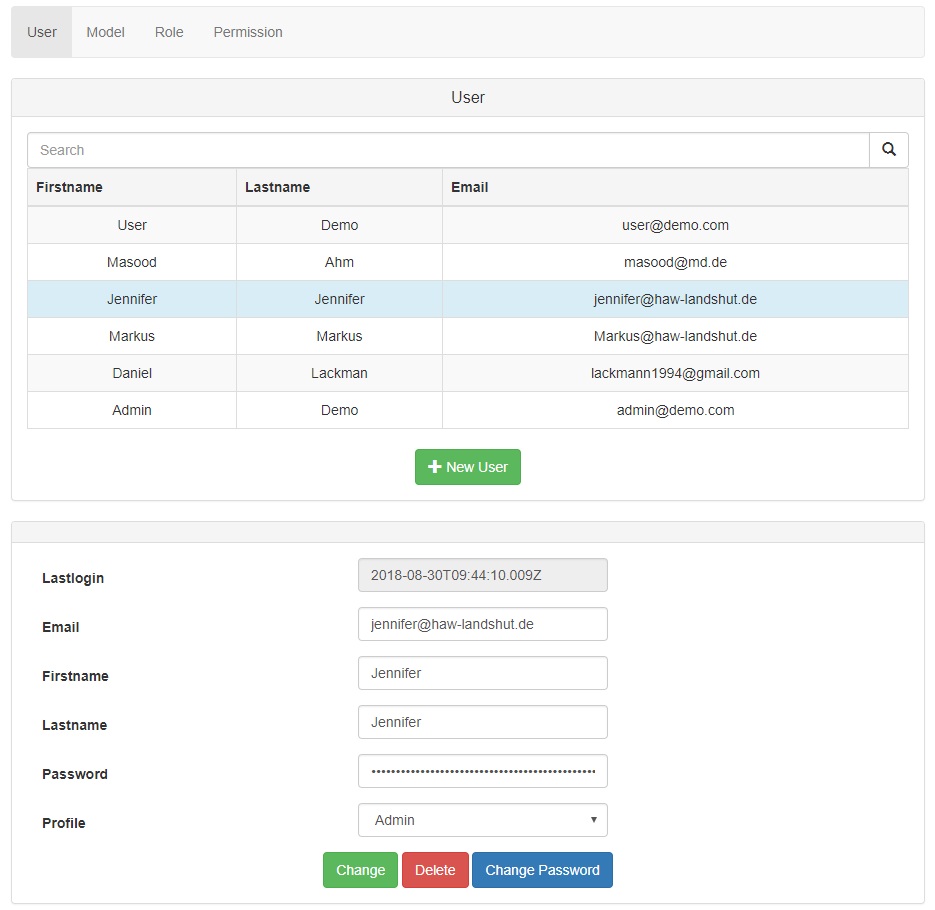 User Model Role Permission
User
Search
Firstname Lastname Email
User Demo user@demo.com
Masood Ahm masood@md.de
Jennifer Jennifer jennifer@haw-landshut.de
Markus Markus Markus@haw-landshut.de
Daniel Lackman lackmann1994@gmail.com
Admin Demo admin@demo.com
New User
Lastlogin 2018-08-30T09:44:10.009Z
Email jennifer@haw-landshut.de
Firstname Jennifer
Lastname Jennifer
Password
Profile Admin
Change Delete Change Password